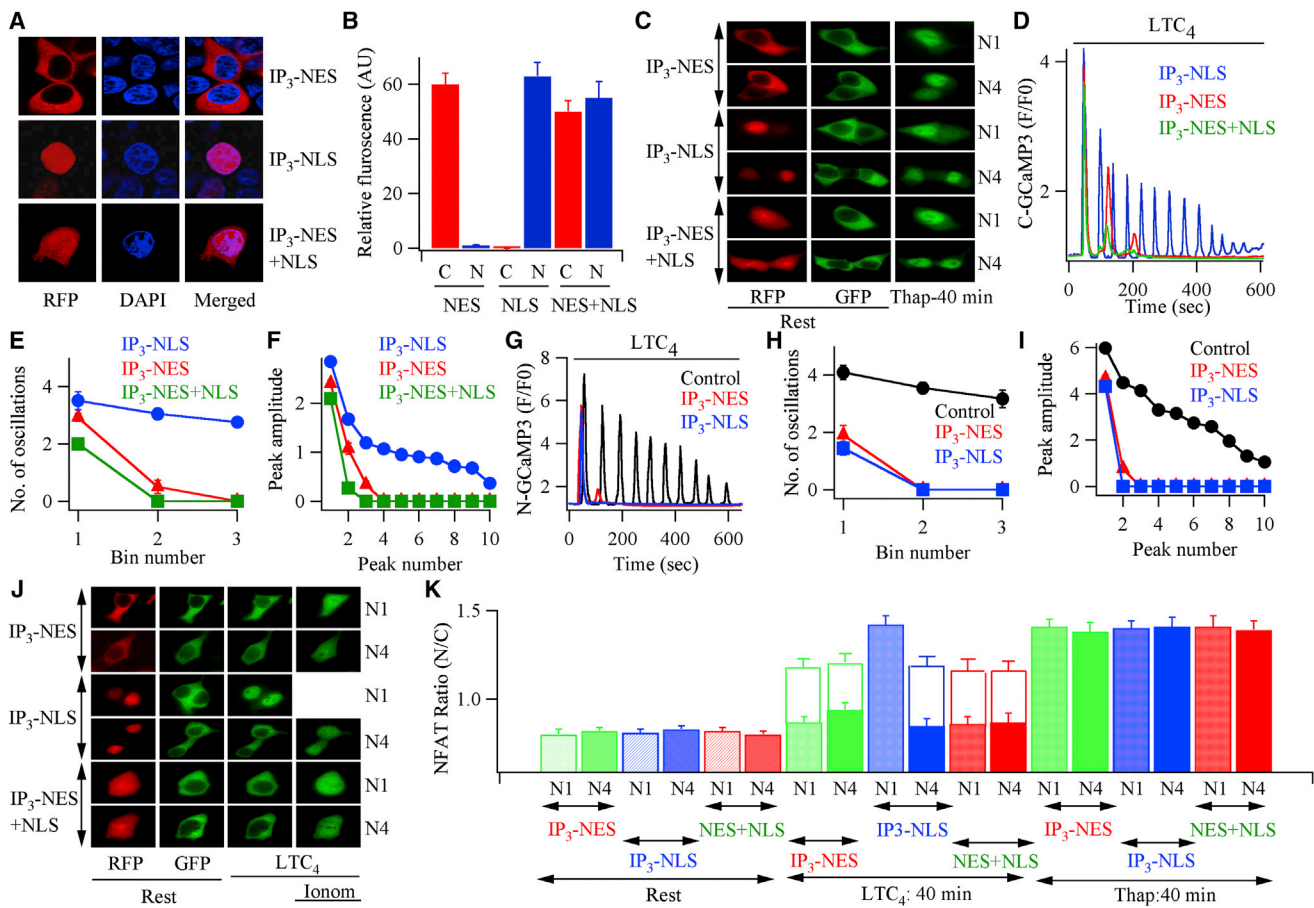 A
IP3-NES
IP3-NLS
IP3-NES
+NLS
RFP DAPI Merged
B
Relative fluroscence (AU)
60
40
20
0
C N C N C N
NES NLS NES+NLS
C
IP3-NES
IP3-NLS
IP3-NES
+NLS
N1
N4
N1
N4
N1
N4
RFP GFP Thap-40 min
Rest
D
LTC4
C-GCaMP3 (F/F0)
4
2
IP3-NLS
IP3-NES
IP3-NES+NLS
0 200 400 600
Time (sec)
E
IP3-NLS
IP3-NES
IP3-NES+NLS
No. of oscillations
4
2
0
1 2 3
Bin number
F
IP3-NLS
IP3-NES
IP3-NES+NLS
Peak amplitude
2
1
0
2 4 6 8 10
Peak number
G
LTC4
N-GCaMP3 (F/F0)
8
6
4
2
Control
IP3-NES
IP3-NLS
0 200 400 600
Time (sec)
H
No. of oscillations
6
4
2
0
Control
IP3-NES
IP3-NLS
1 2 3
Bin number
I
Peak amplitude
6
4
2
0
Control
IP3-NES
IP3-NLS
2 4 6 8 10
Peak number
J
IP3-NES
IP3-NLS
IP3-NES
+NLS
N1
N4
N1
N4
N1
N4
RFP GFP LTC4
Rest Ionom
K
NFAT Ratio (N/C)
1.5
1.0
N1 N4 N1 N4 N1 N4 N1 N4 N1 N4 N1 N4 N1 N4 N1 N4 N1 N4
IP3-NES NES+NLS IP3-NLS IP3-NES NES+NLS
IP3-NLS IP3-NES NES+NLS IP3-NLS
Rest LTC4: 40 min Thap:40 min